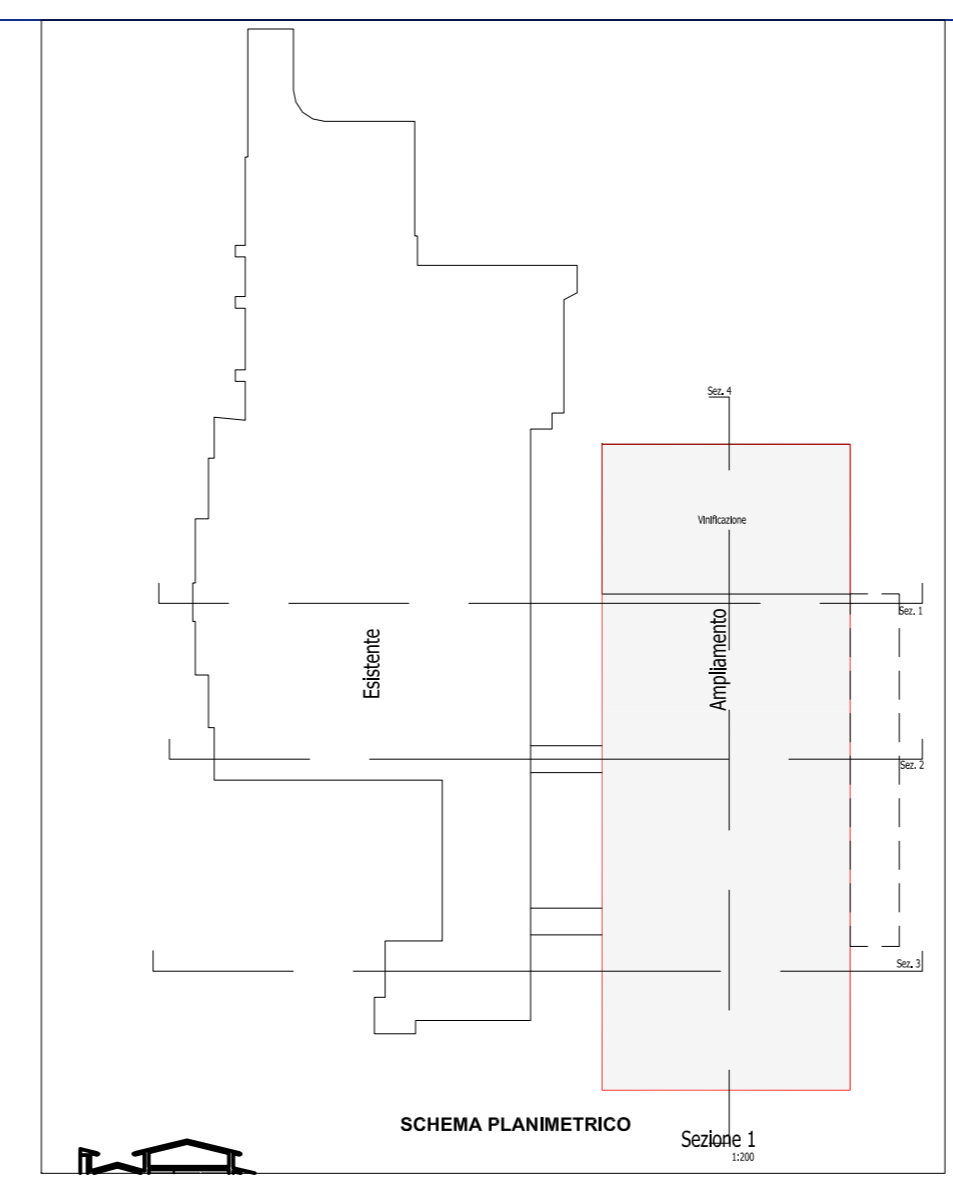 Sez. 4
Vinificazione
Sez. 1
Esistente
Ampliamento
Sez. 2
Sez. 3
SCHEMA PLANIMETRICO
Sezione 1
1:200